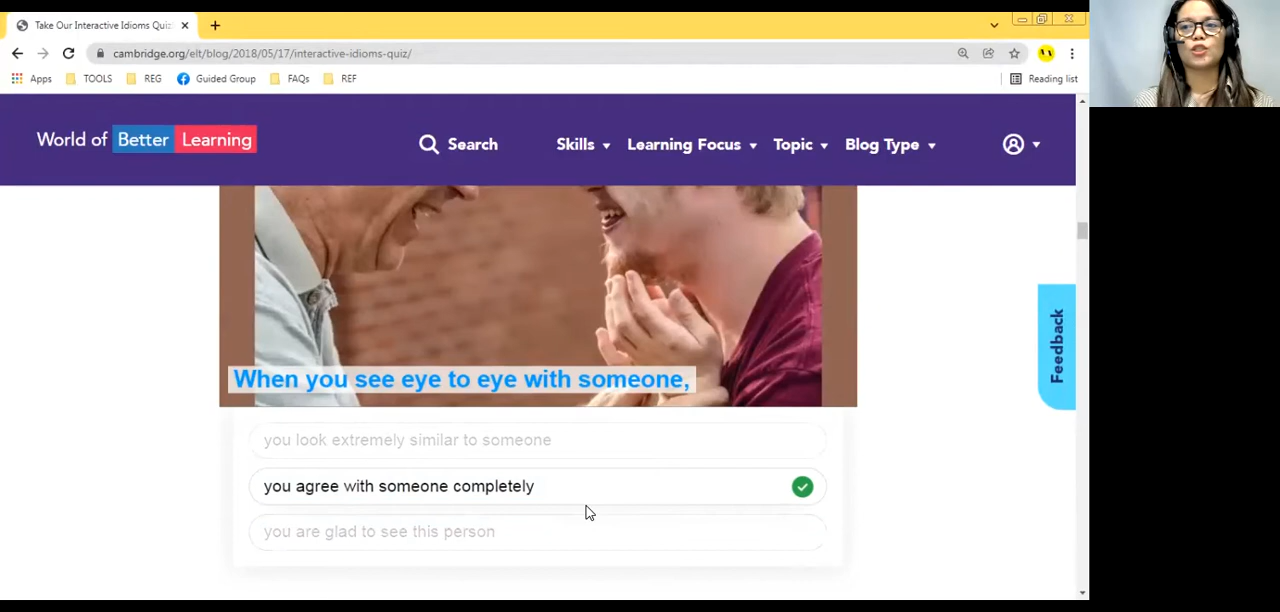 Take Our Interactive Idioms Quiz
cambridge.org/elt/blog/2018/05/17/interactive-idioms-quiz/
Apps TOOLS REG Guided Group FAQs REF Reading list
World of Better Learning Search Skills Learning Focus Topic Blog Type
Feedback
When you see eye to eye with someone,
you look extremely similar to someone
you agree with someone completely
you are glad to see this person